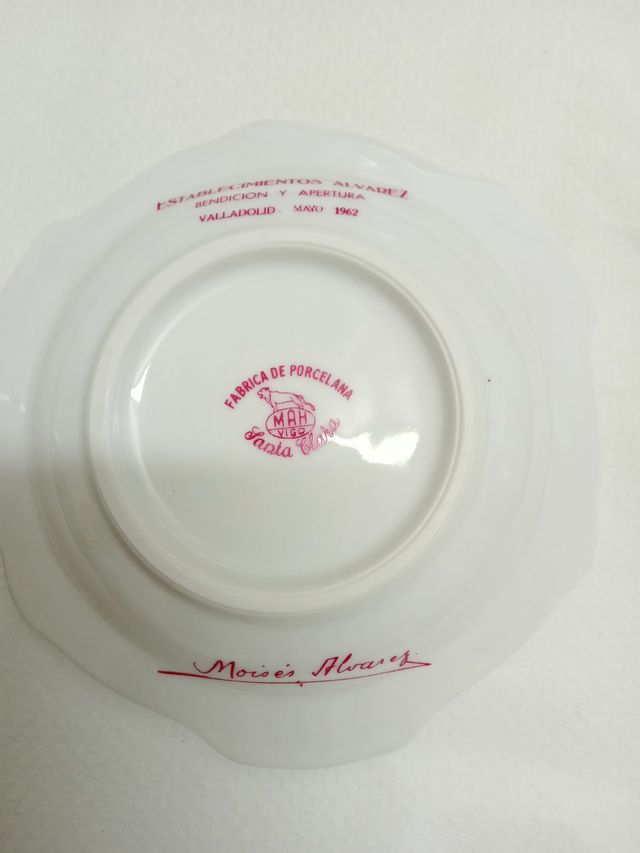 ESTABLECIMIENTOS ALVAREZ
BENDICION Y APERTURA
VALLADOLID - MAYO 1962
FABRICA DE PORCELANA
MAH
VIGO
Santa Clara
Moisés Alvarez